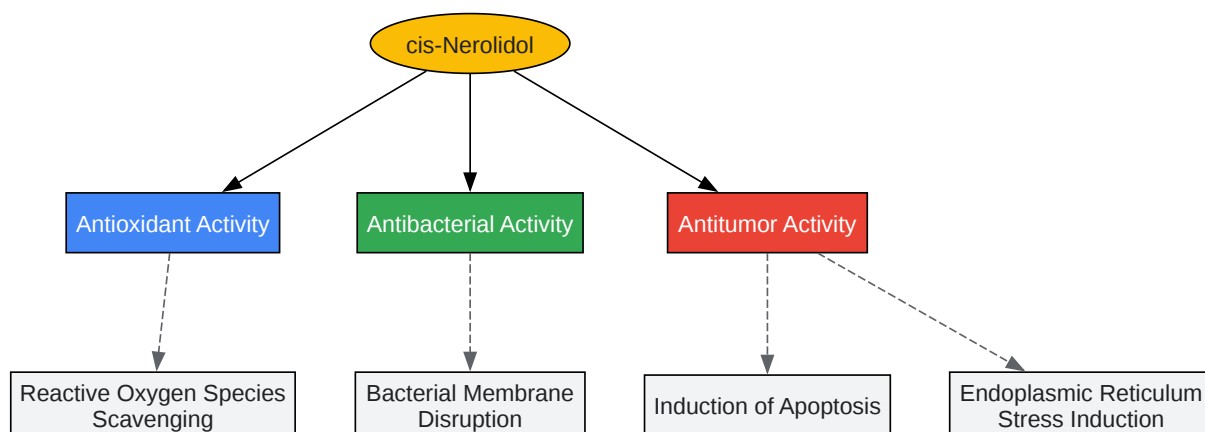 cis-Nerolidol
Antioxidant Activity
Antibacterial Activity
Antitumor Activity
Reactive Oxygen Species
Scavenging
Bacterial Membrane
Disruption
Induction of Apoptosis
Endoplasmic Reticulum
Stress Induction